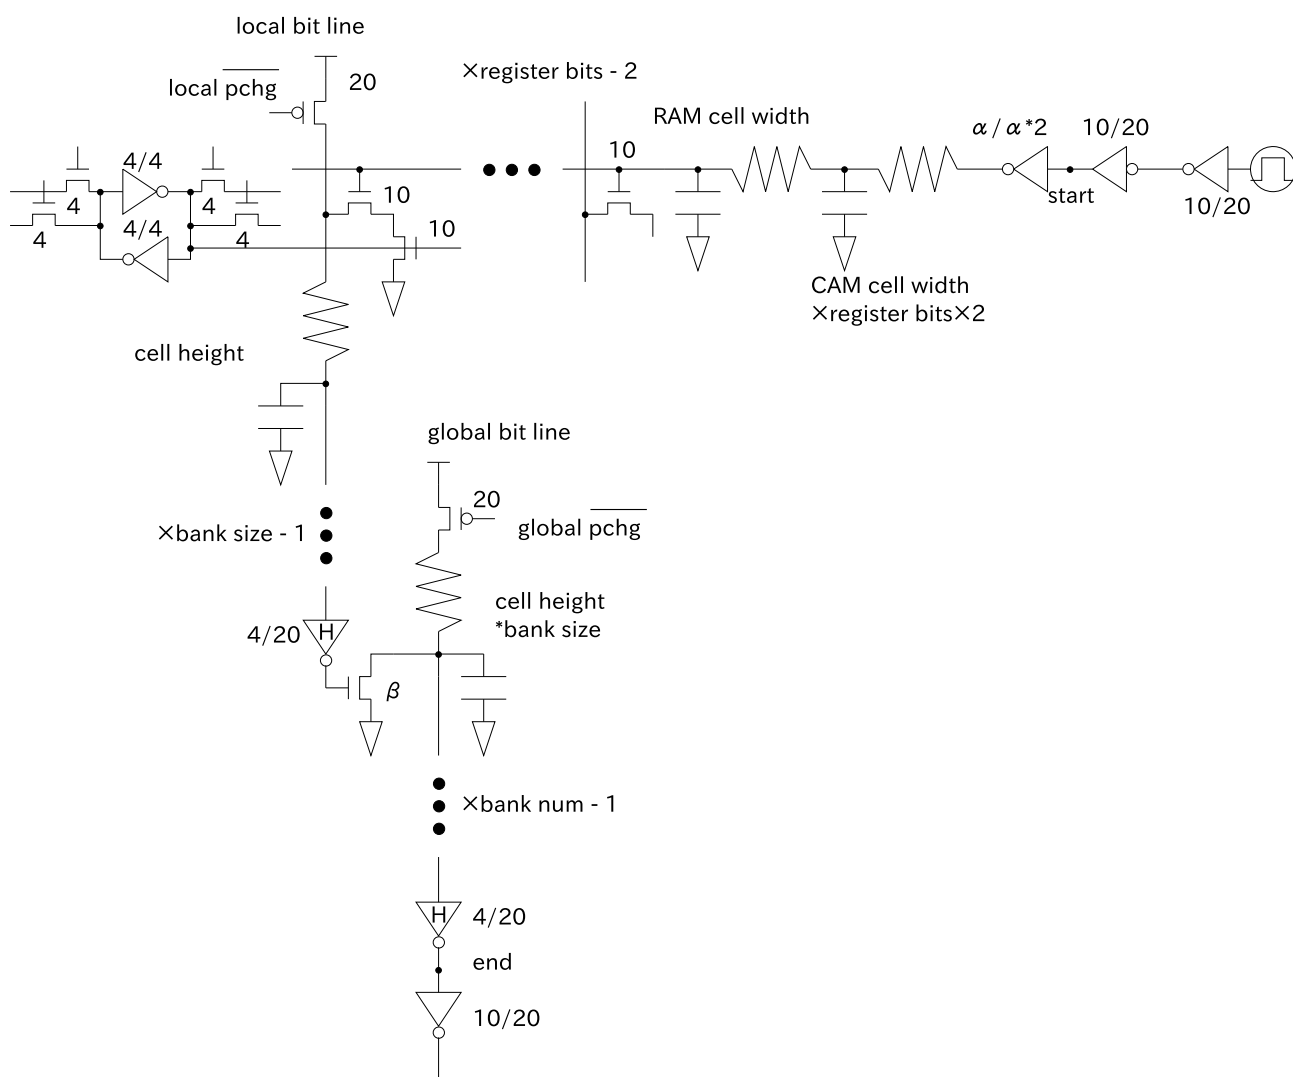 local bit line
local pchg
20
×register bits - 2
RAM cell width
α/α*2
10/20
4/4
4
4
10
10
start
10/20
4
4/4
4
10
CAM cell width
×register bits×2
cell height
global bit line
20
global pchg
×bank size - 1
cell height
*bank size
4/20
H
β
×bank num - 1
H
4/20
end
10/20